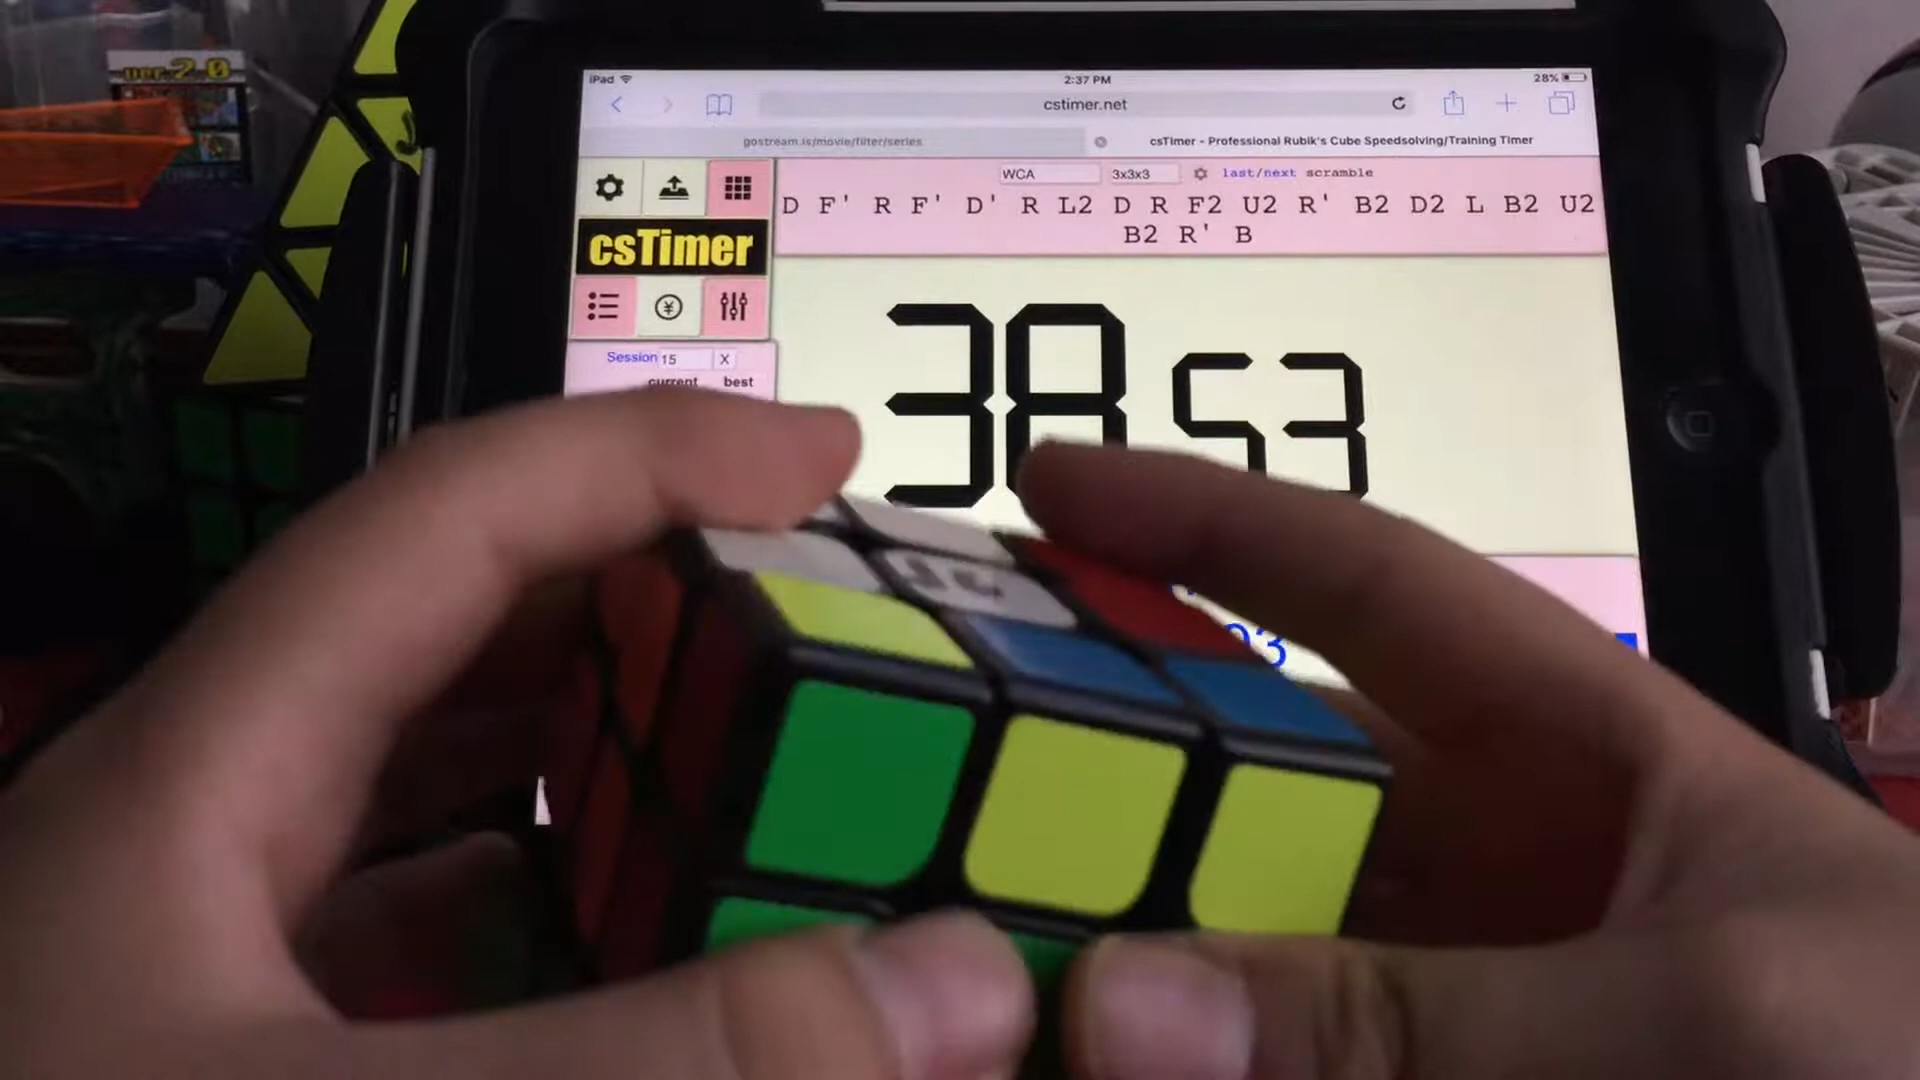 ver.2.0
iPad
2:37 PM
28%
cstimer.net
gostream.is/movie/filter/series
csTimer - Professional Rubik's Cube Speedsolving/Training Timer
WCA 3x3x3 last/next scramble
D F' R F' D' R L2 D R F2 U2 R' B2 D2 L B2 U2
B2 R' B
csTimer
38.53
Session 15 X
current best